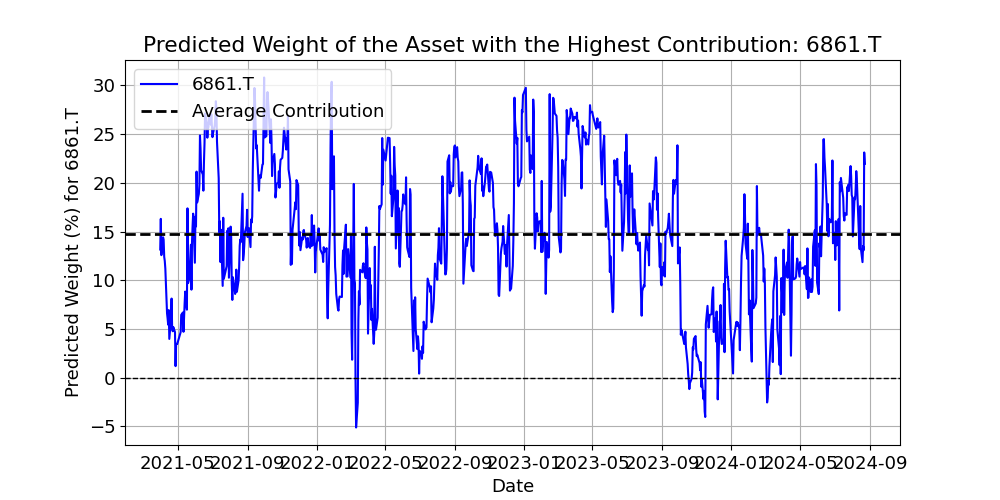 Predicted Weight of the Asset with the Highest Contribution: 6861.T
6861.T
Average Contribution
Predicted Weight (%) for 6861.T
30
25
20
15
10
5
0
−5
2021-05 2021-09 2022-01 2022-05 2022-09 2023-01 2023-05 2023-09 2024-01 2024-05 2024-09
Date